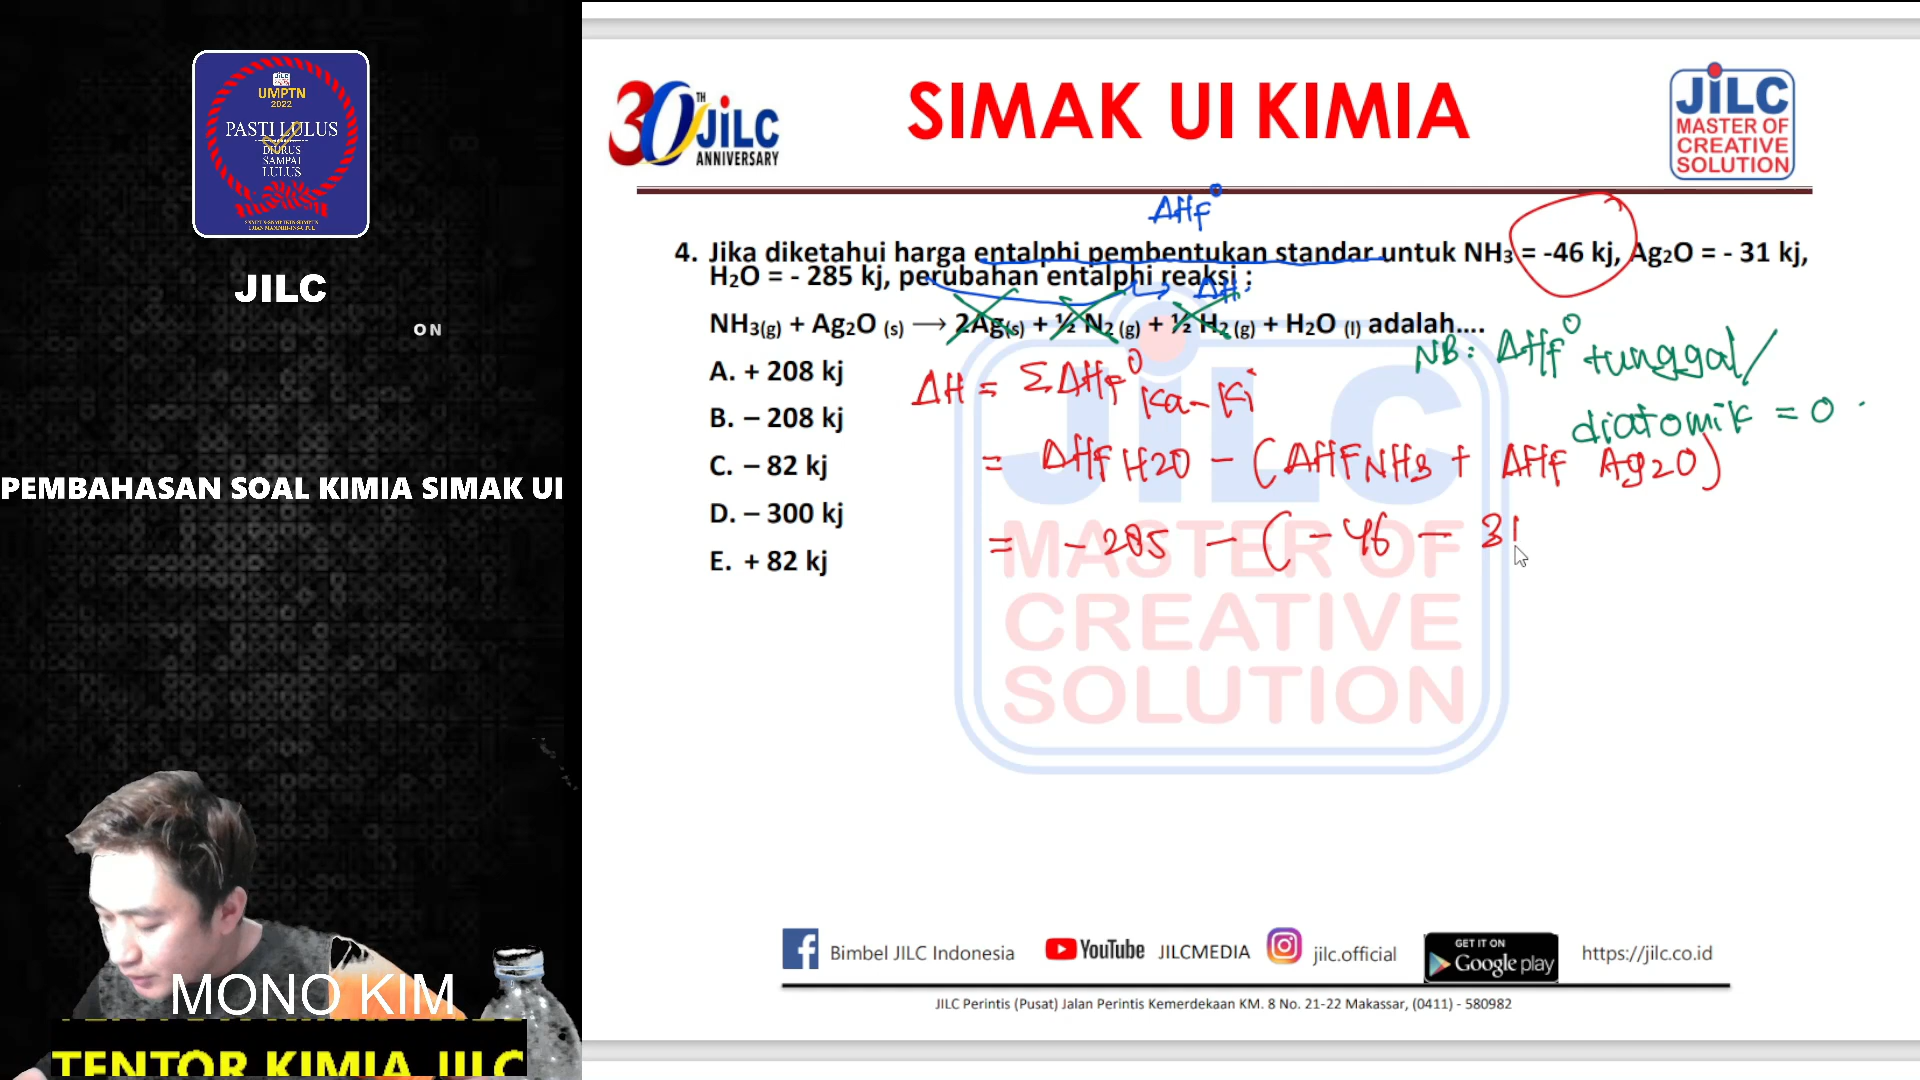 JiLC
UMPTN
2022
PASTI LULUS
DIURUS
SAMPAI
LULUS
JILC
ON
PEMBAHASAN SOAL KIMIA SIMAK UI
MONO KIM
TENTOR KIMIA JILC
30TH JiLC
ANNIVERSARY
SIMAK UI KIMIA
JiLC
MASTER OF
CREATIVE
SOLUTION
ΔHf°
4. Jika diketahui harga entalphi pembentukan standar untuk NH3 = -46 kj, Ag2O = - 31 kj,
H2O = - 285 kj, perubahan entalphi reaksi :
ΔH
NH3(g) + Ag2O (s) ⟶ 2Ag(s) + ½ N2 (g) + ½ H2 (g) + H2O (l) adalah....
NB: ΔHf° tunggal/
diatomik = 0
A. + 208 kj
B. – 208 kj
C. – 82 kj
D. – 300 kj
E. + 82 kj
ΔH = Σ ΔHf° Ka - Ki
= ΔHf H2O - (ΔHf NH3 + ΔHf Ag2O)
= - 285 - ( - 46 - 31
JiLC
MASTER OF
CREATIVE
SOLUTION
Bimbel JILC Indonesia YouTube JILCMEDIA jilc.official GET IT ON Google play https://jilc.co.id
JILC Perintis (Pusat) Jalan Perintis Kemerdekaan KM. 8 No. 21-22 Makassar, (0411) - 580982